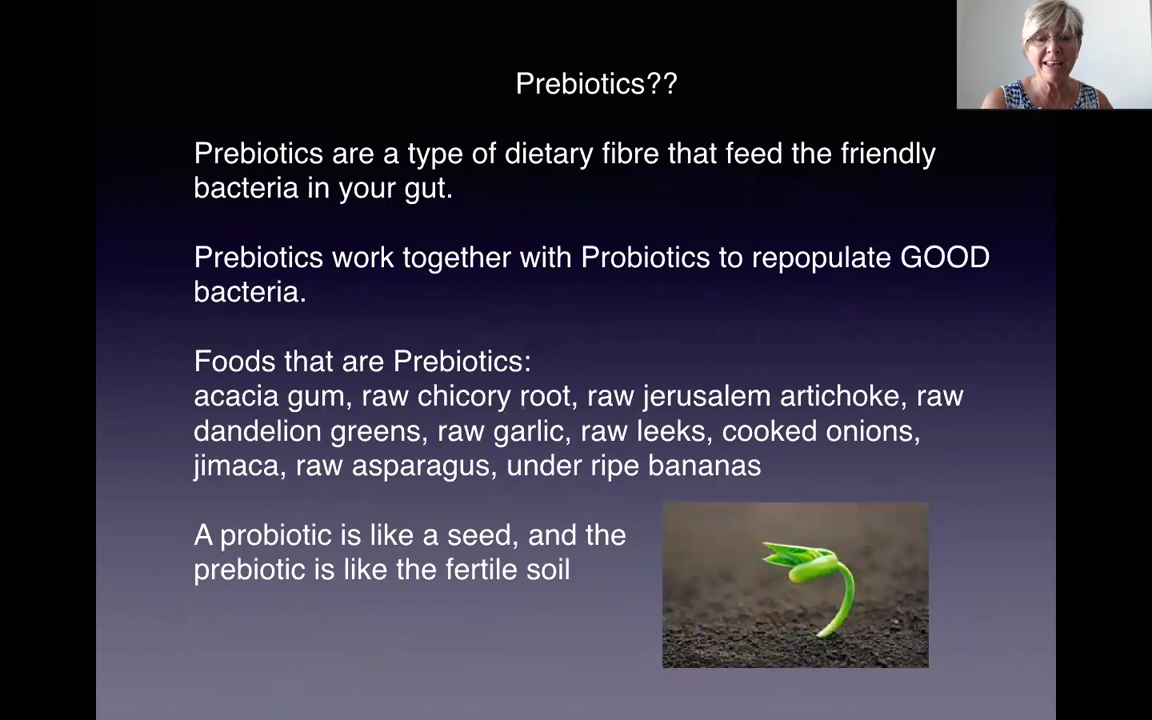 Prebiotics??
Prebiotics are a type of dietary fibre that feed the friendly
bacteria in your gut.
Prebiotics work together with Probiotics to repopulate GOOD
bacteria.
Foods that are Prebiotics:
acacia gum, raw chicory root, raw jerusalem artichoke, raw
dandelion greens, raw garlic, raw leeks, cooked onions,
jimaca, raw asparagus, under ripe bananas
A probiotic is like a seed, and the
prebiotic is like the fertile soil